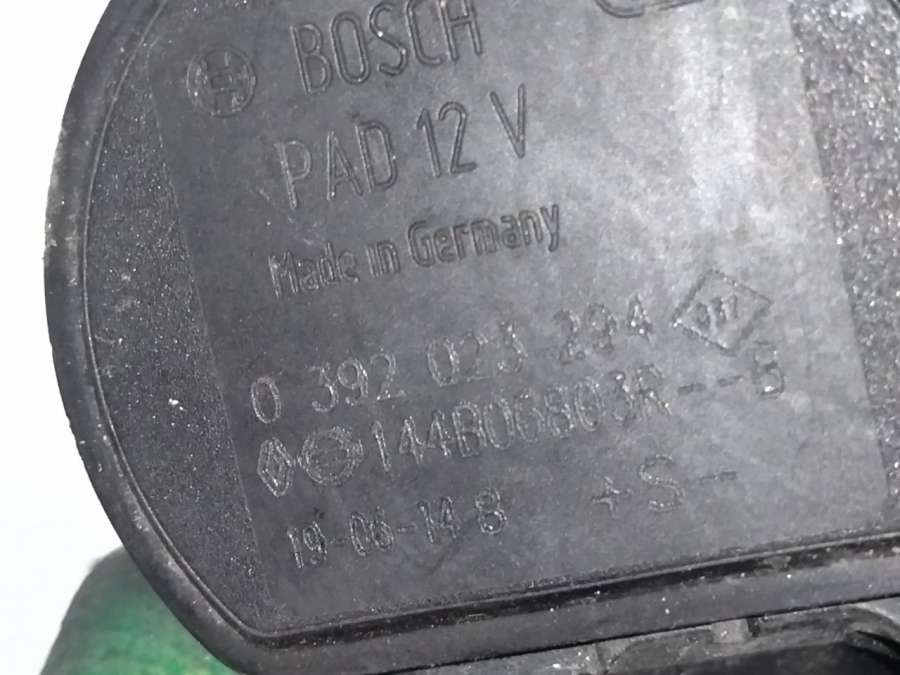 BOSCH
PAD 12 V
Made in Germany
0 392 023 294
144B06803R---B
19-06-14 8
+S-